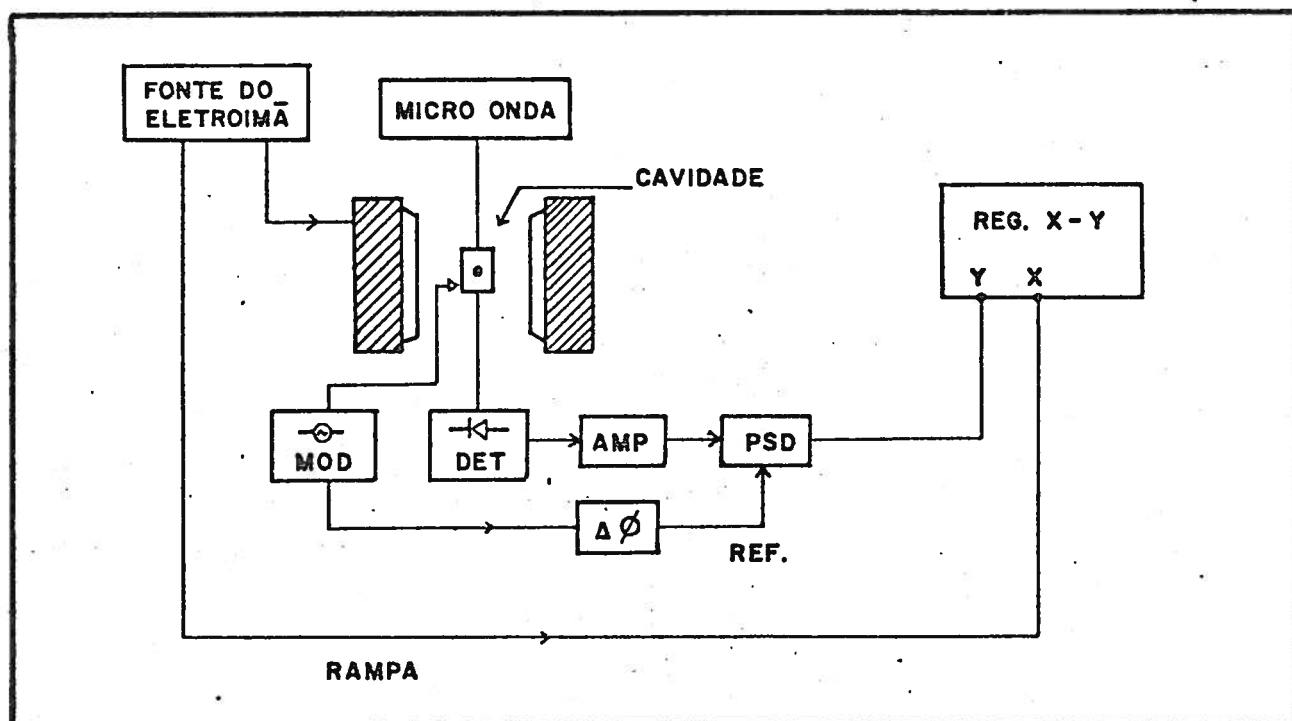 FONTE DO
ELETROIMÃ
MICRO ONDA
CAVIDADE
REG. X-Y
Y X
MOD
DET
AMP
PSD
Δ Ø
REF.
RAMPA